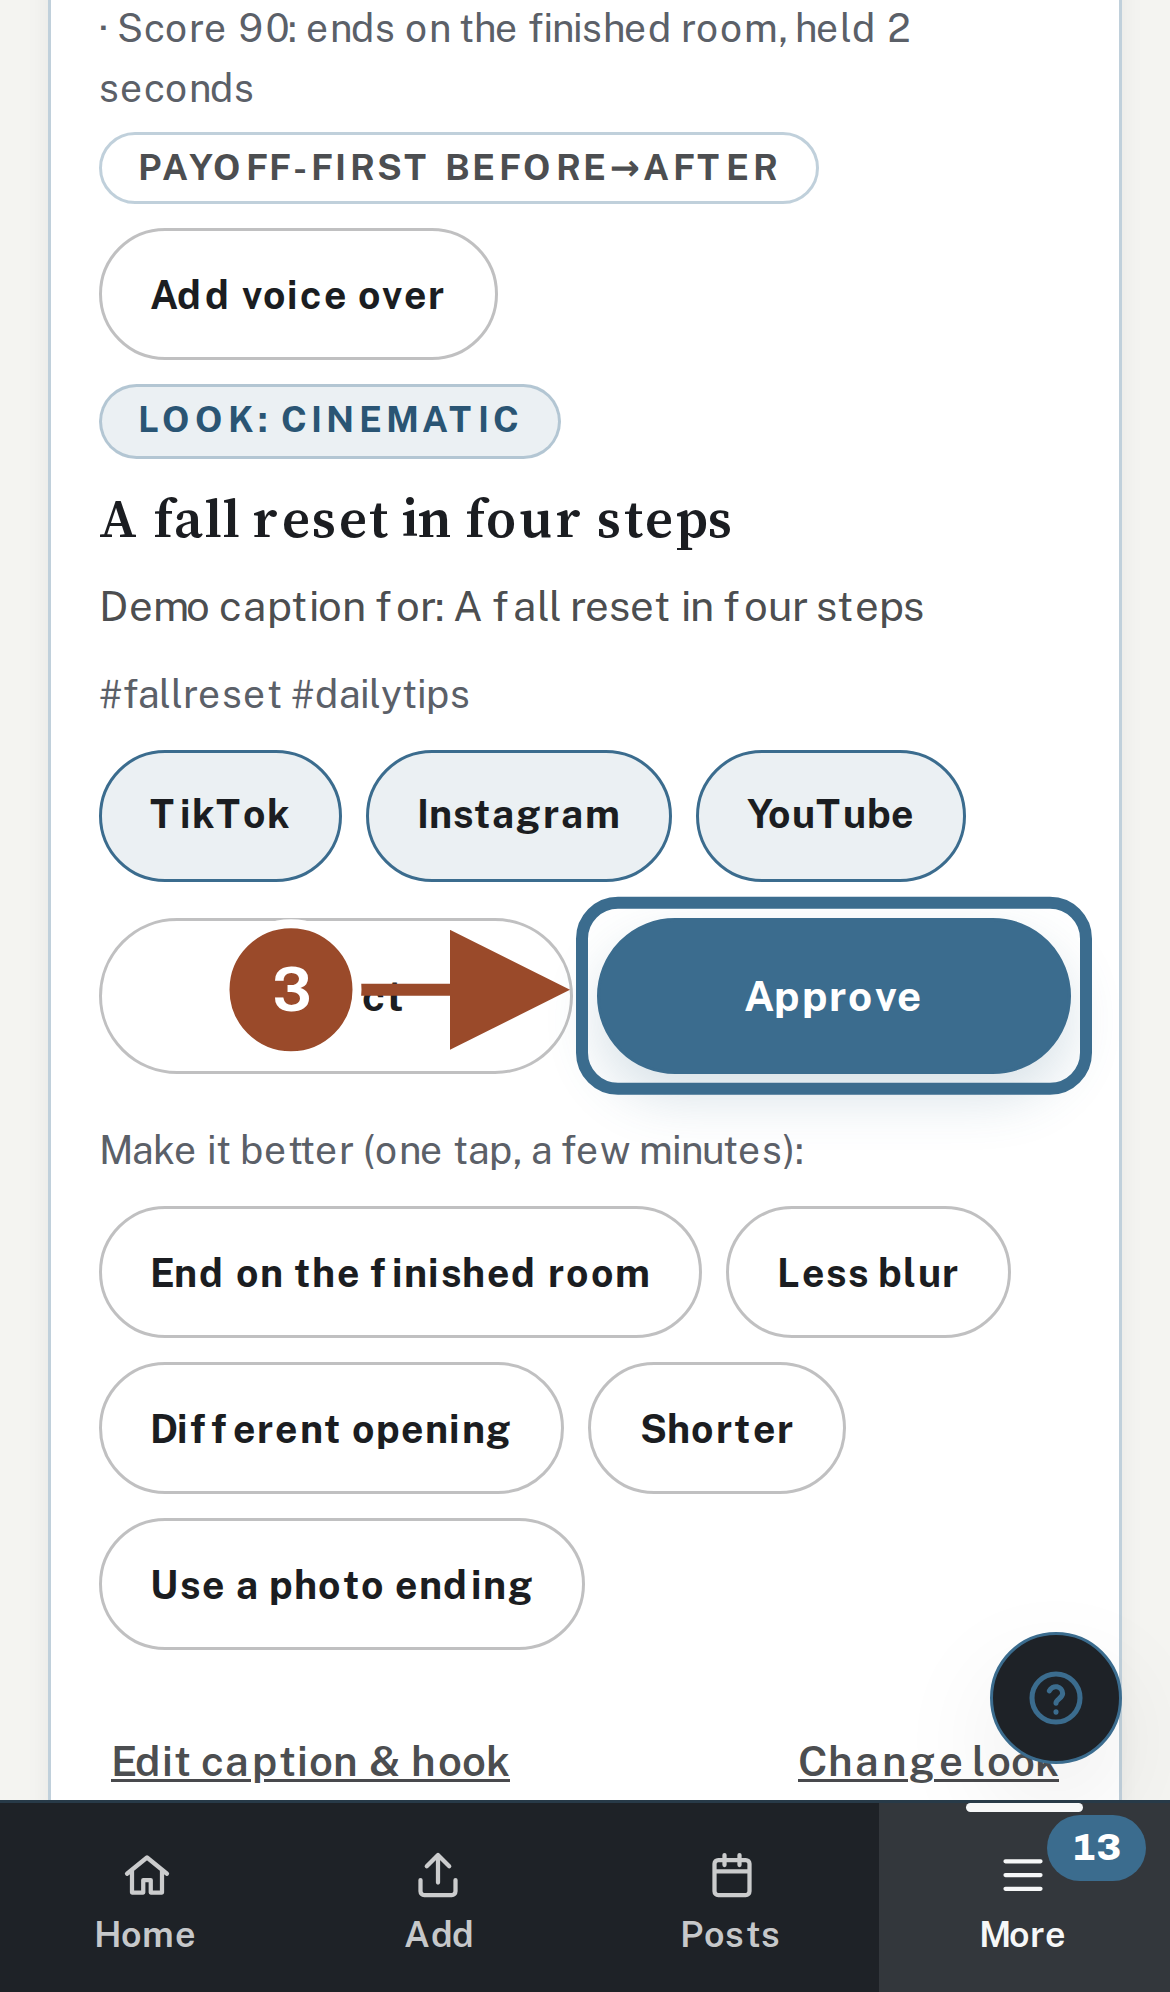 · Score 90: ends on the finished room, held 2
seconds
PAYOFF-FIRST BEFORE→AFTER
Add voice over
LOOK: CINEMATIC
A fall reset in four steps
Demo caption for: A fall reset in four steps
#fallreset #dailytips
TikTok Instagram YouTube
3 ct Approve
Make it better (one tap, a few minutes):
End on the finished room Less blur
Different opening Shorter
Use a photo ending
Edit caption & hook Change look
13
Home Add Posts More